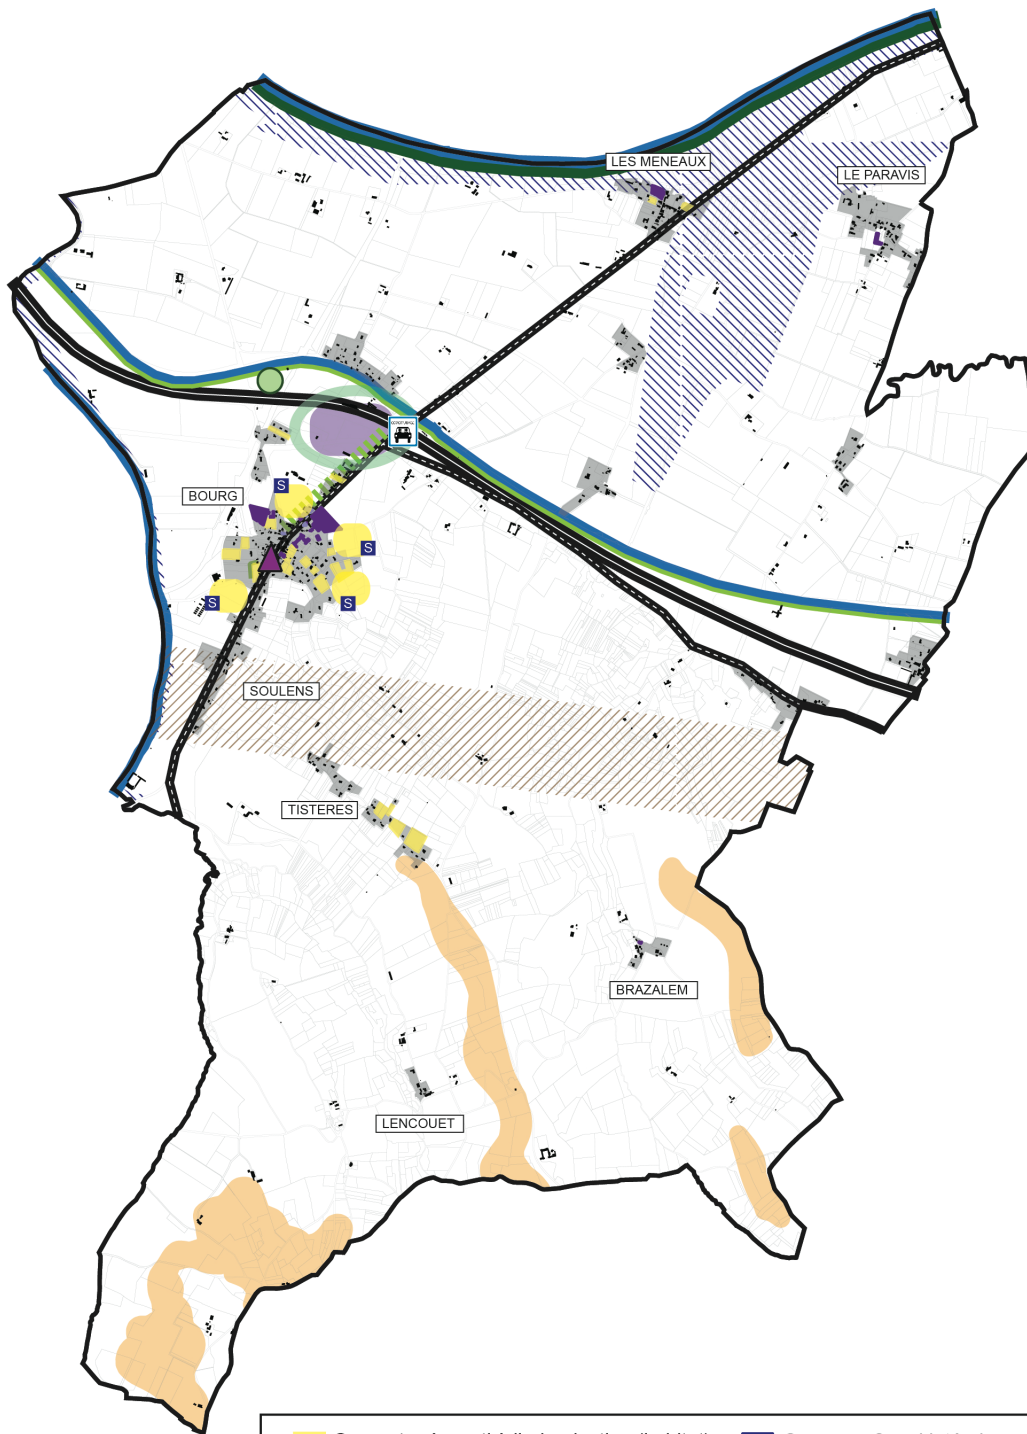 LES MENEAUX
LE PARAVIS
S
BOURG
S
S
S
SOULENS
TISTERES
BRAZALEM
LENCOUET